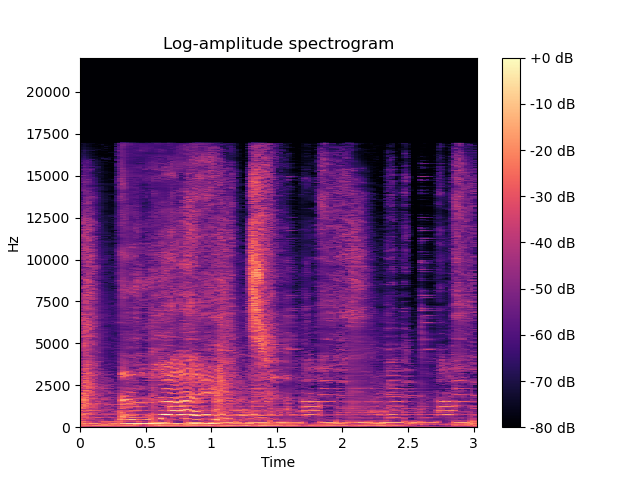 Log-amplitude spectrogram
Hz
20000
17500
15000
12500
10000
7500
5000
2500
0
0 0.5 1 1.5 2 2.5 3
Time
+0 dB
-10 dB
-20 dB
-30 dB
-40 dB
-50 dB
-60 dB
-70 dB
-80 dB